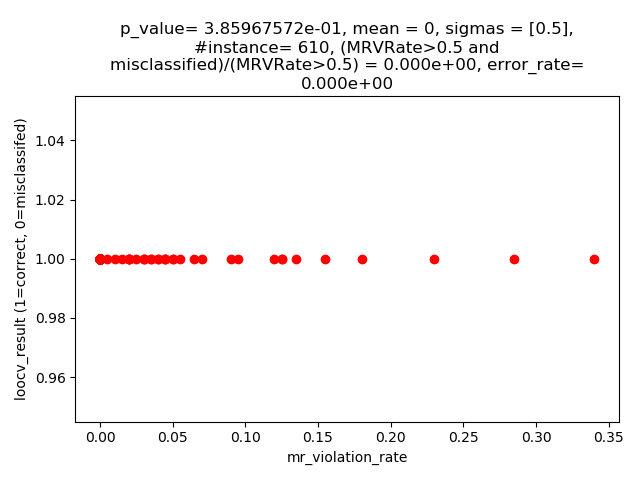 p_value= 3.85967572e-01, mean = 0, sigmas = [0.5],
#instance= 610, (MRVRate>0.5 and
misclassified)/(MRVRate>0.5) = 0.000e+00, error_rate=
0.000e+00
loocv_result (1=correct, 0=misclassifed)
1.04
1.02
1.00
0.98
0.96
0.00 0.05 0.10 0.15 0.20 0.25 0.30 0.35
mr_violation_rate